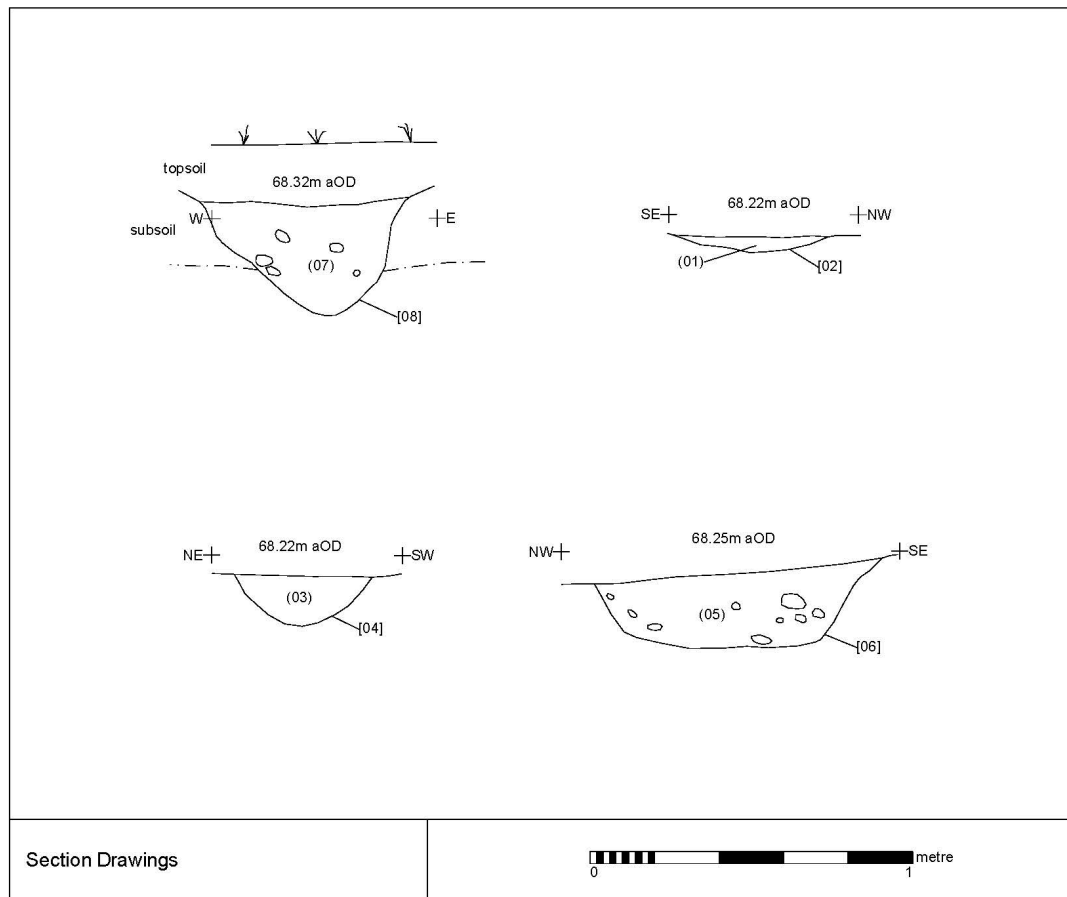 topsoil
68.32m aOD
W E
subsoil
(07)
[08]
68.22m aOD
SE NW
(01) [02]
68.22m aOD
NE SW
(03)
[04]
68.25m aOD
NW SE
(05)
[06]
Section Drawings
metre
0 1